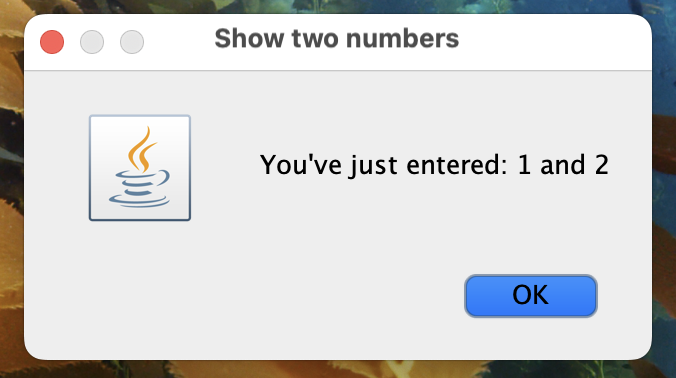 Show two numbers
You've just entered: 1 and 2
OK